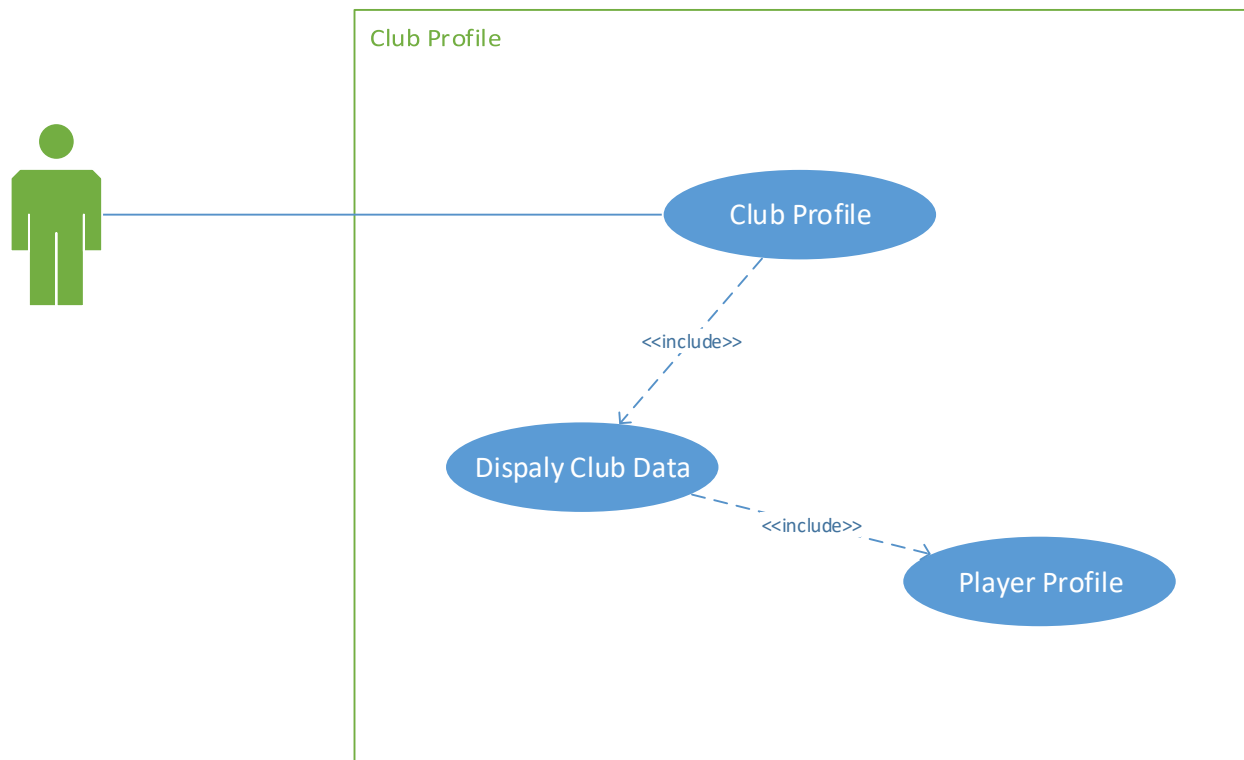 Club Profile
Club Profile
<<include>>
Dispaly Club Data
<<include>>
Player Profile